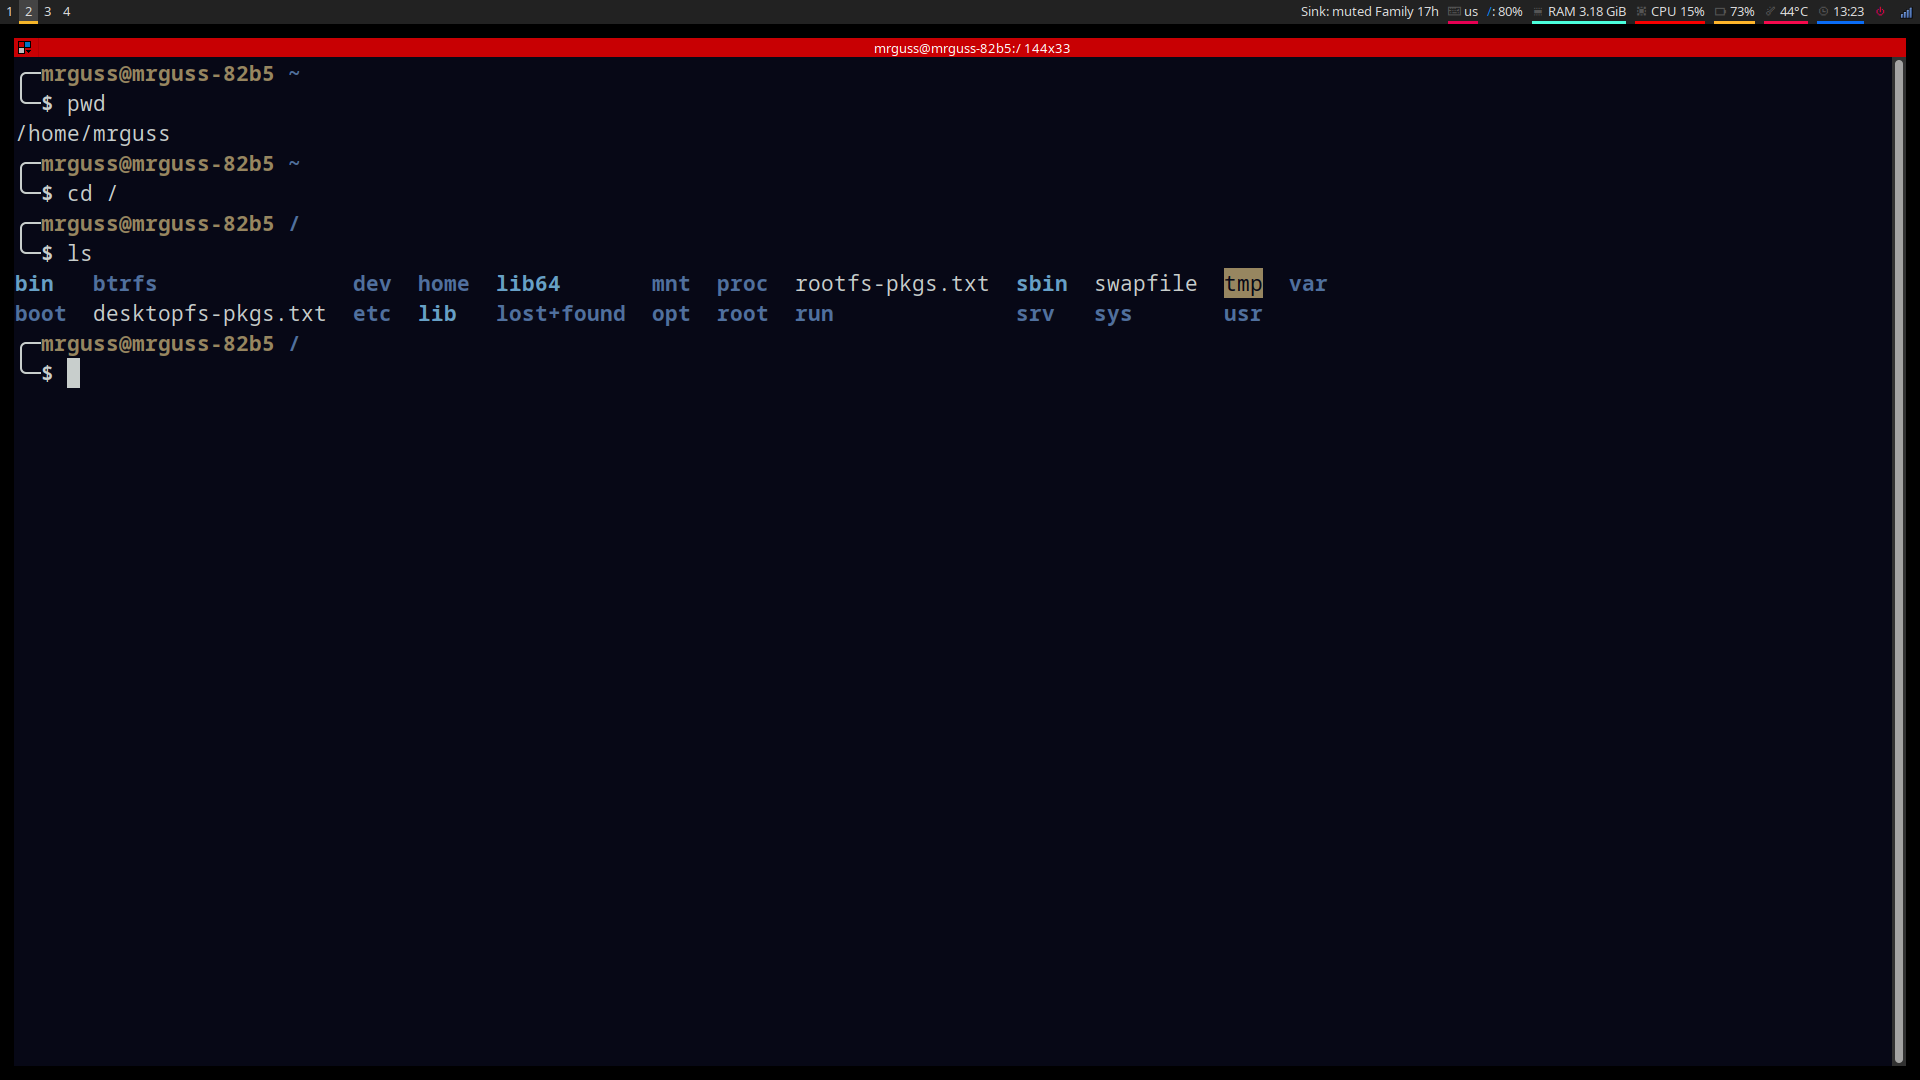 1 2 3 4 Sink: muted Family 17h us /: 80% RAM 3.18 GiB CPU 15% 73% 44°C 13:23
mrguss@mrguss-82b5:/ 144x33
mrguss@mrguss-82b5 ~
$ pwd
/home/mrguss
mrguss@mrguss-82b5 ~
$ cd /
mrguss@mrguss-82b5 /
$ ls
bin btrfs dev home lib64 mnt proc rootfs-pkgs.txt sbin swapfile tmp var
boot desktopfs-pkgs.txt etc lib lost+found opt root run srv sys usr
mrguss@mrguss-82b5 /
$